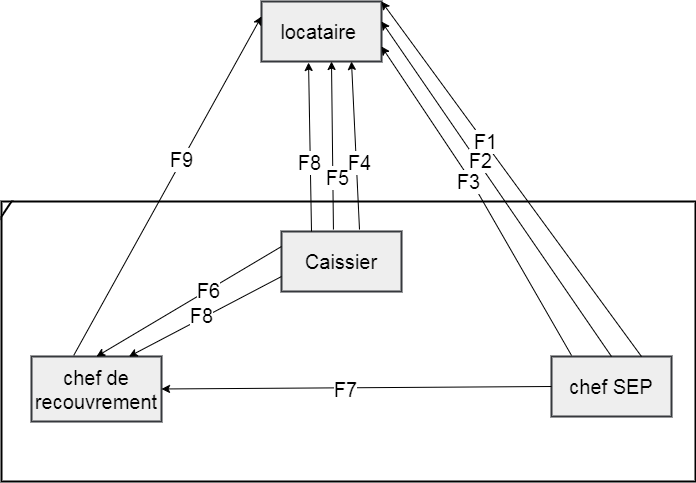 locataire
F1
F9
F8
F5
F4
F2
F3
Caissier
F6
F8
chef de
recouvrement
F7
chef SEP